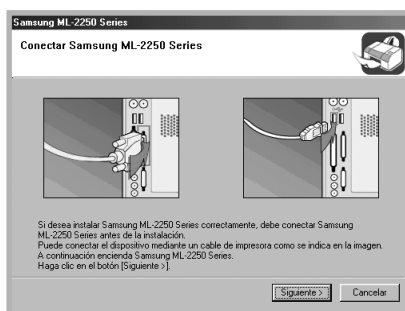 Samsung ML-2250 Series
Conectar Samsung ML-2250 Series
Si desea instalar Samsung ML-2250 Series correctamente, debe conectar Samsung
ML-2250 Series antes de la instalación.
Puede conectar el dispositivo mediante un cable de impresora como se indica en la imagen.
A continuación encienda Samsung ML-2250 Series.
Haga clic en el botón [Siguiente >].
Siguiente > Cancelar